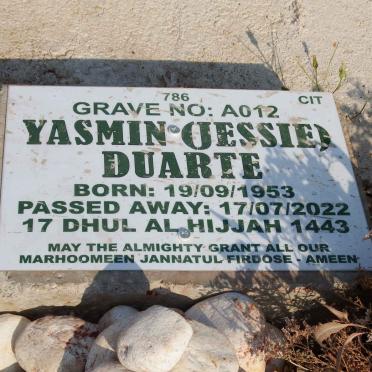 786
GRAVE NO: A012 CIT
YASMIN (JESSIE)
DUARTE
BORN: 19/09/1953
PASSED AWAY: 17/07/2022
17 DHUL AL HIJJAH 1443
MAY THE ALMIGHTY GRANT ALL OUR
MARHOOMEEN JANNATUL FIRDOSE - AMEEN